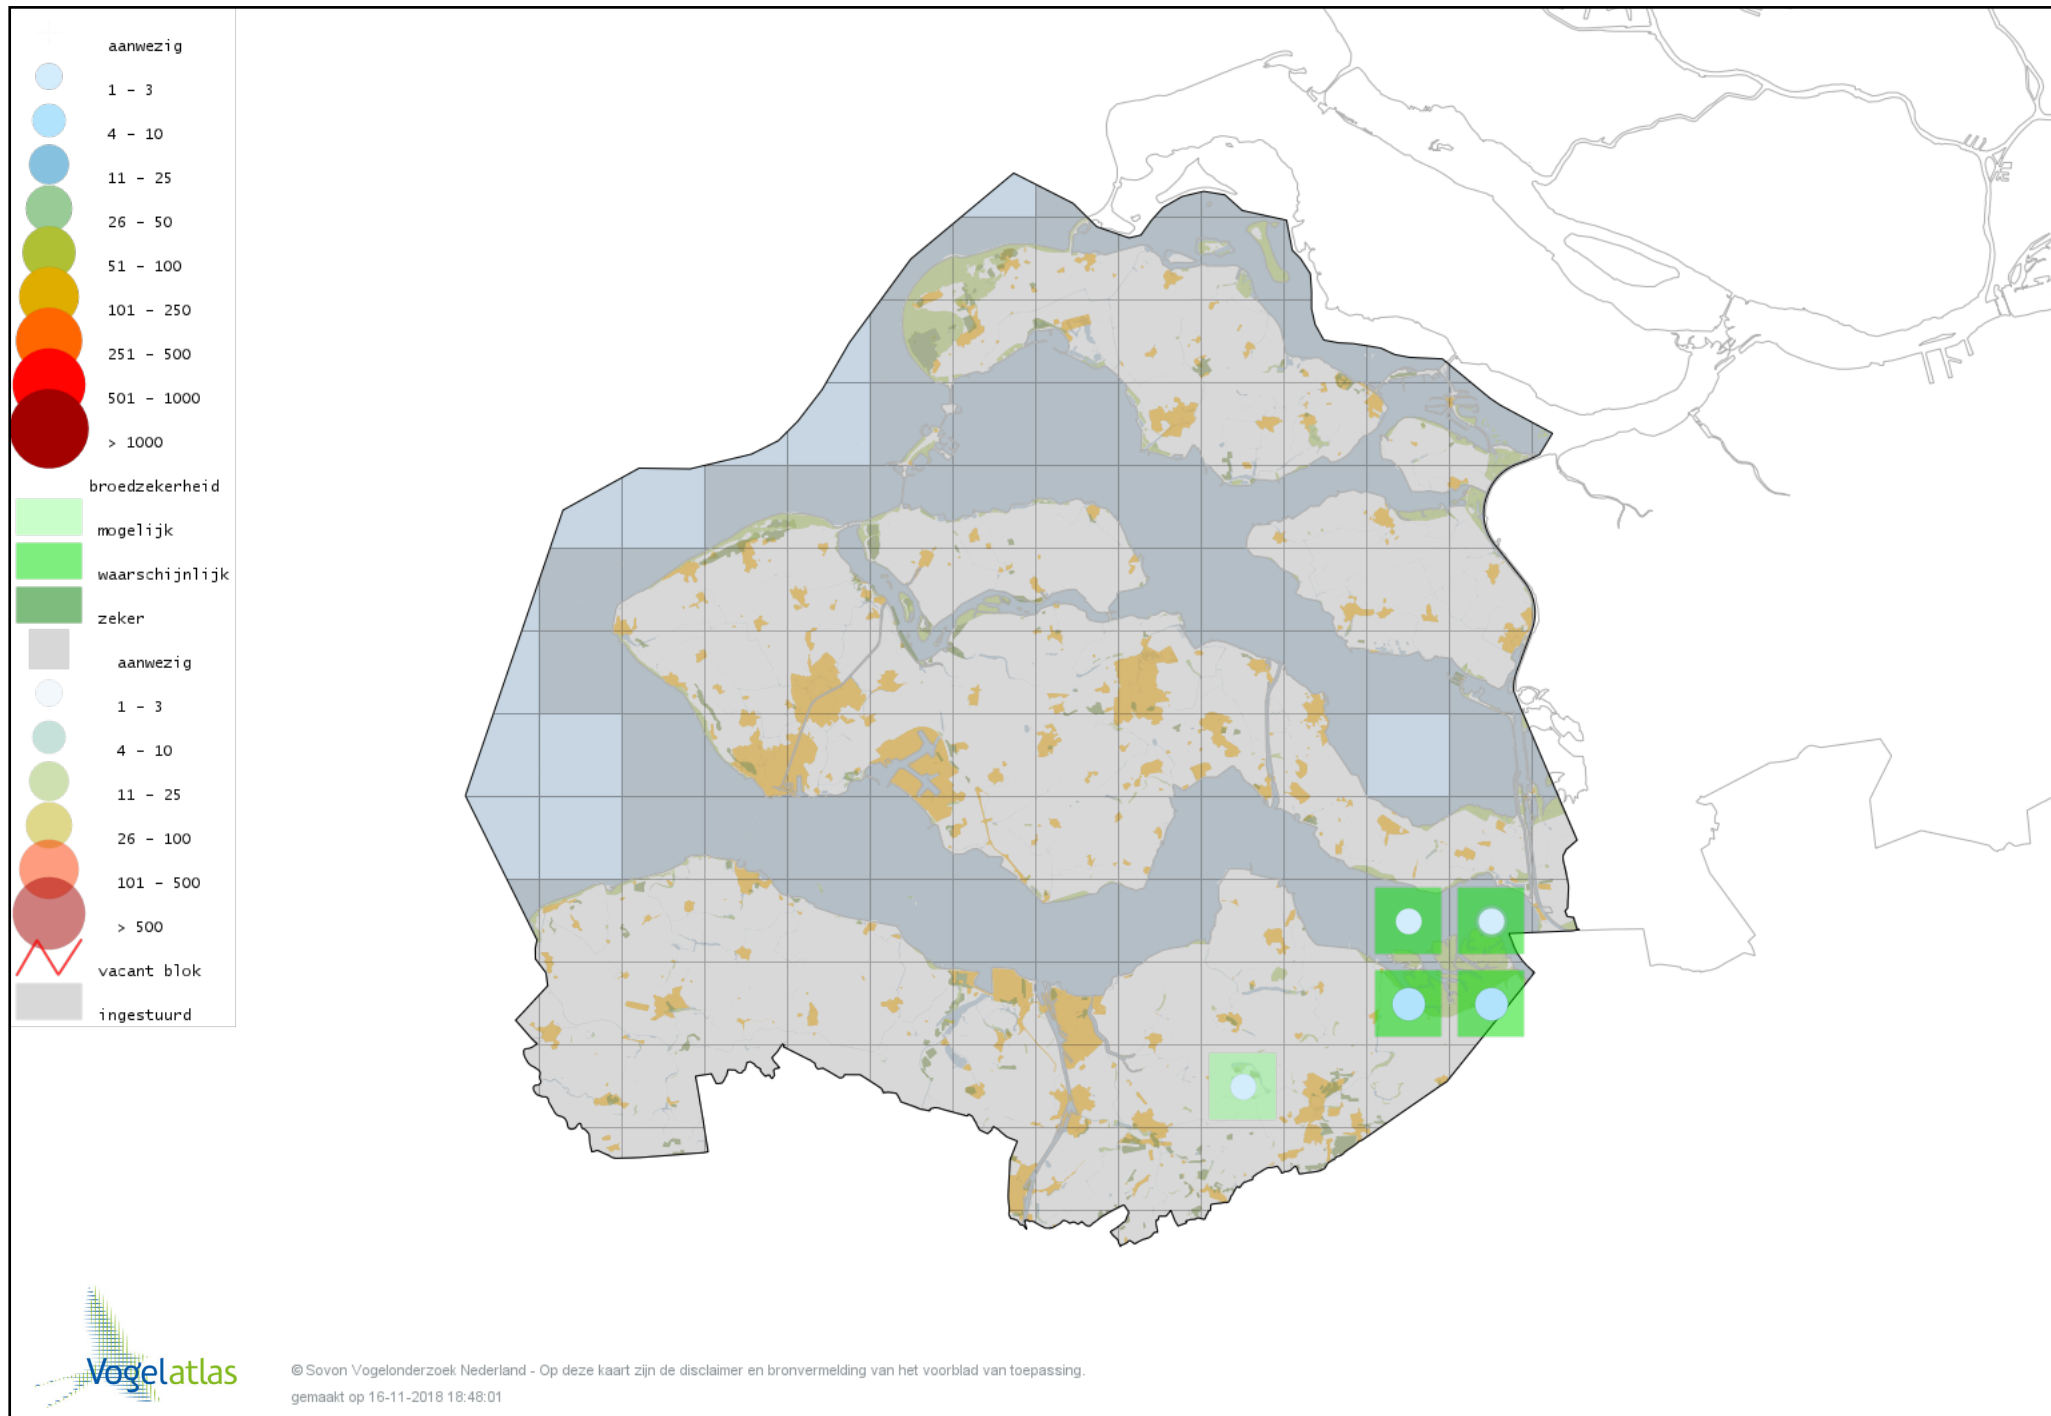 aanwezig
1 - 3
4 - 10
11 - 25
26 - 50
51 - 100
101 - 250
251 - 500
501 - 1000
> 1000
broedzekerheid
mogelijk
waarschijnlijk
zeker
aanwezig
1 - 3
4 - 10
11 - 25
26 - 100
101 - 500
> 500
vacant blok
ingestuurd
Vogelatlas
© Sovon Vogelonderzoek Nederland - Op deze kaart zijn de disclaimer en bronvermelding van het voorblad van toepassing.
gemaakt op 16-11-2018 18:48:01